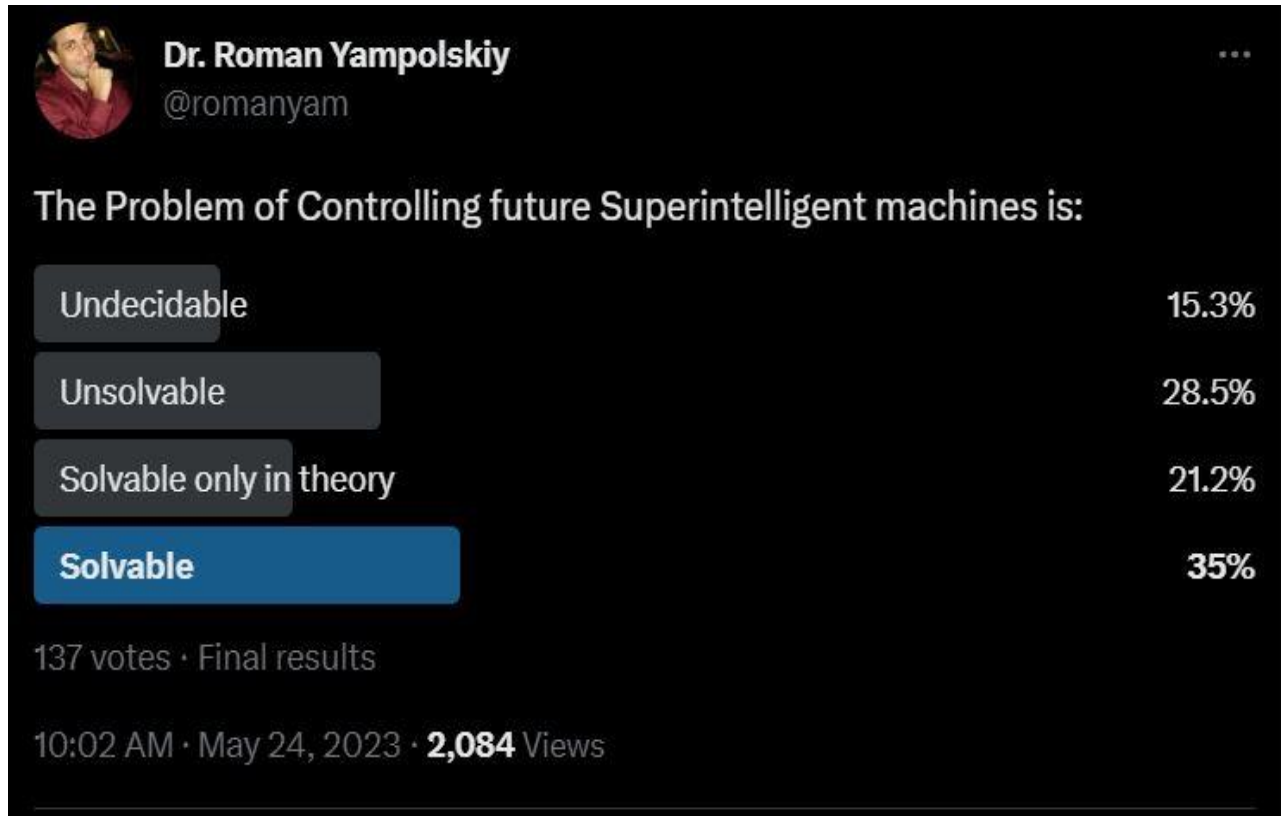 Dr. Roman Yampolskiy
@romanyam
The Problem of Controlling future Superintelligent machines is:
Undecidable 15.3%
Unsolvable 28.5%
Solvable only in theory 21.2%
Solvable 35%
137 votes · Final results
10:02 AM · May 24, 2023 · 2,084 Views